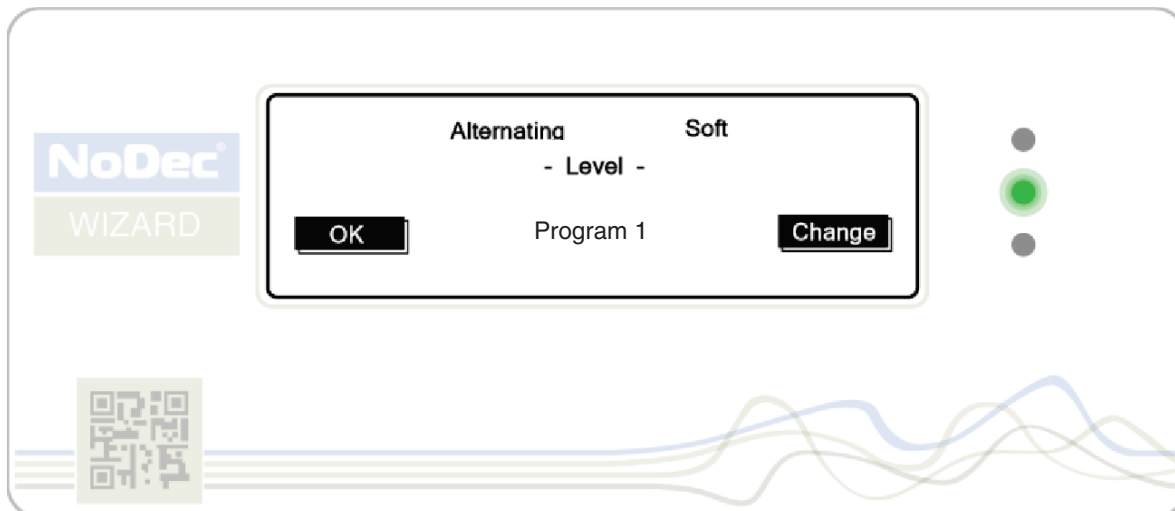 Alternating Soft
- Level -
NoDec®
WIZARD
OK Program 1 Change